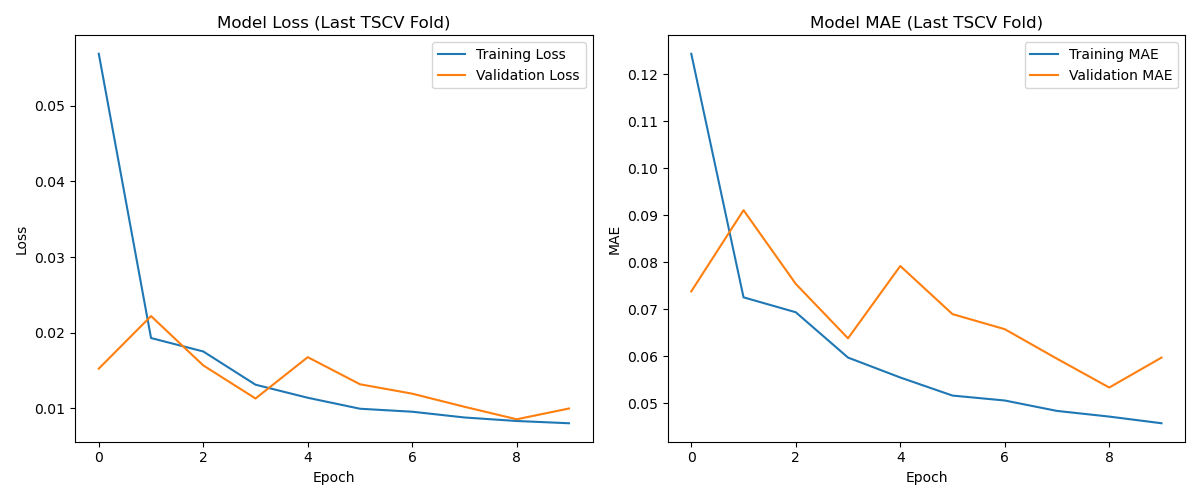 Model Loss (Last TSCV Fold)
Training Loss
Validation Loss
0.05
0.04
0.03
0.02
0.01
Loss
0 2 4 6 8
Epoch
Model MAE (Last TSCV Fold)
Training MAE
Validation MAE
0.12
0.11
0.10
0.09
0.08
0.07
0.06
0.05
MAE
0 2 4 6 8
Epoch